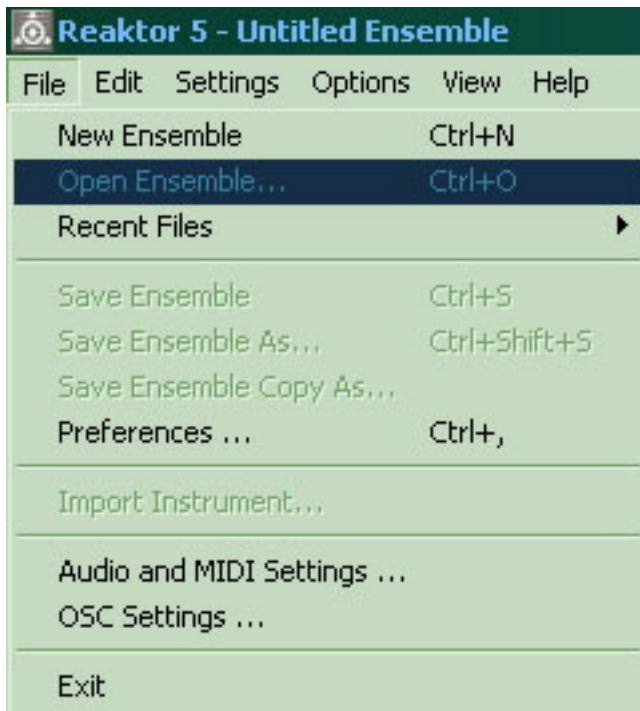 Reaktor 5 - Untitled Ensemble
File Edit Settings Options View Help
New Ensemble Ctrl+N
Open Ensemble... Ctrl+O
Recent Files
Save Ensemble Ctrl+S
Save Ensemble As... Ctrl+Shift+S
Save Ensemble Copy As...
Preferences ... Ctrl+,
Import Instrument...
Audio and MIDI Settings ...
OSC Settings ...
Exit